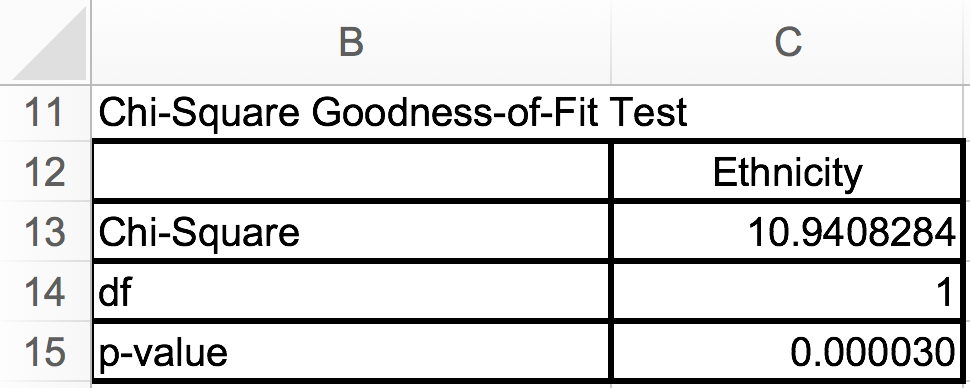 B C
11 Chi-Square Goodness-of-Fit Test
12 Ethnicity
13 Chi-Square 10.9408284
14 df 1
15 p-value 0.000030